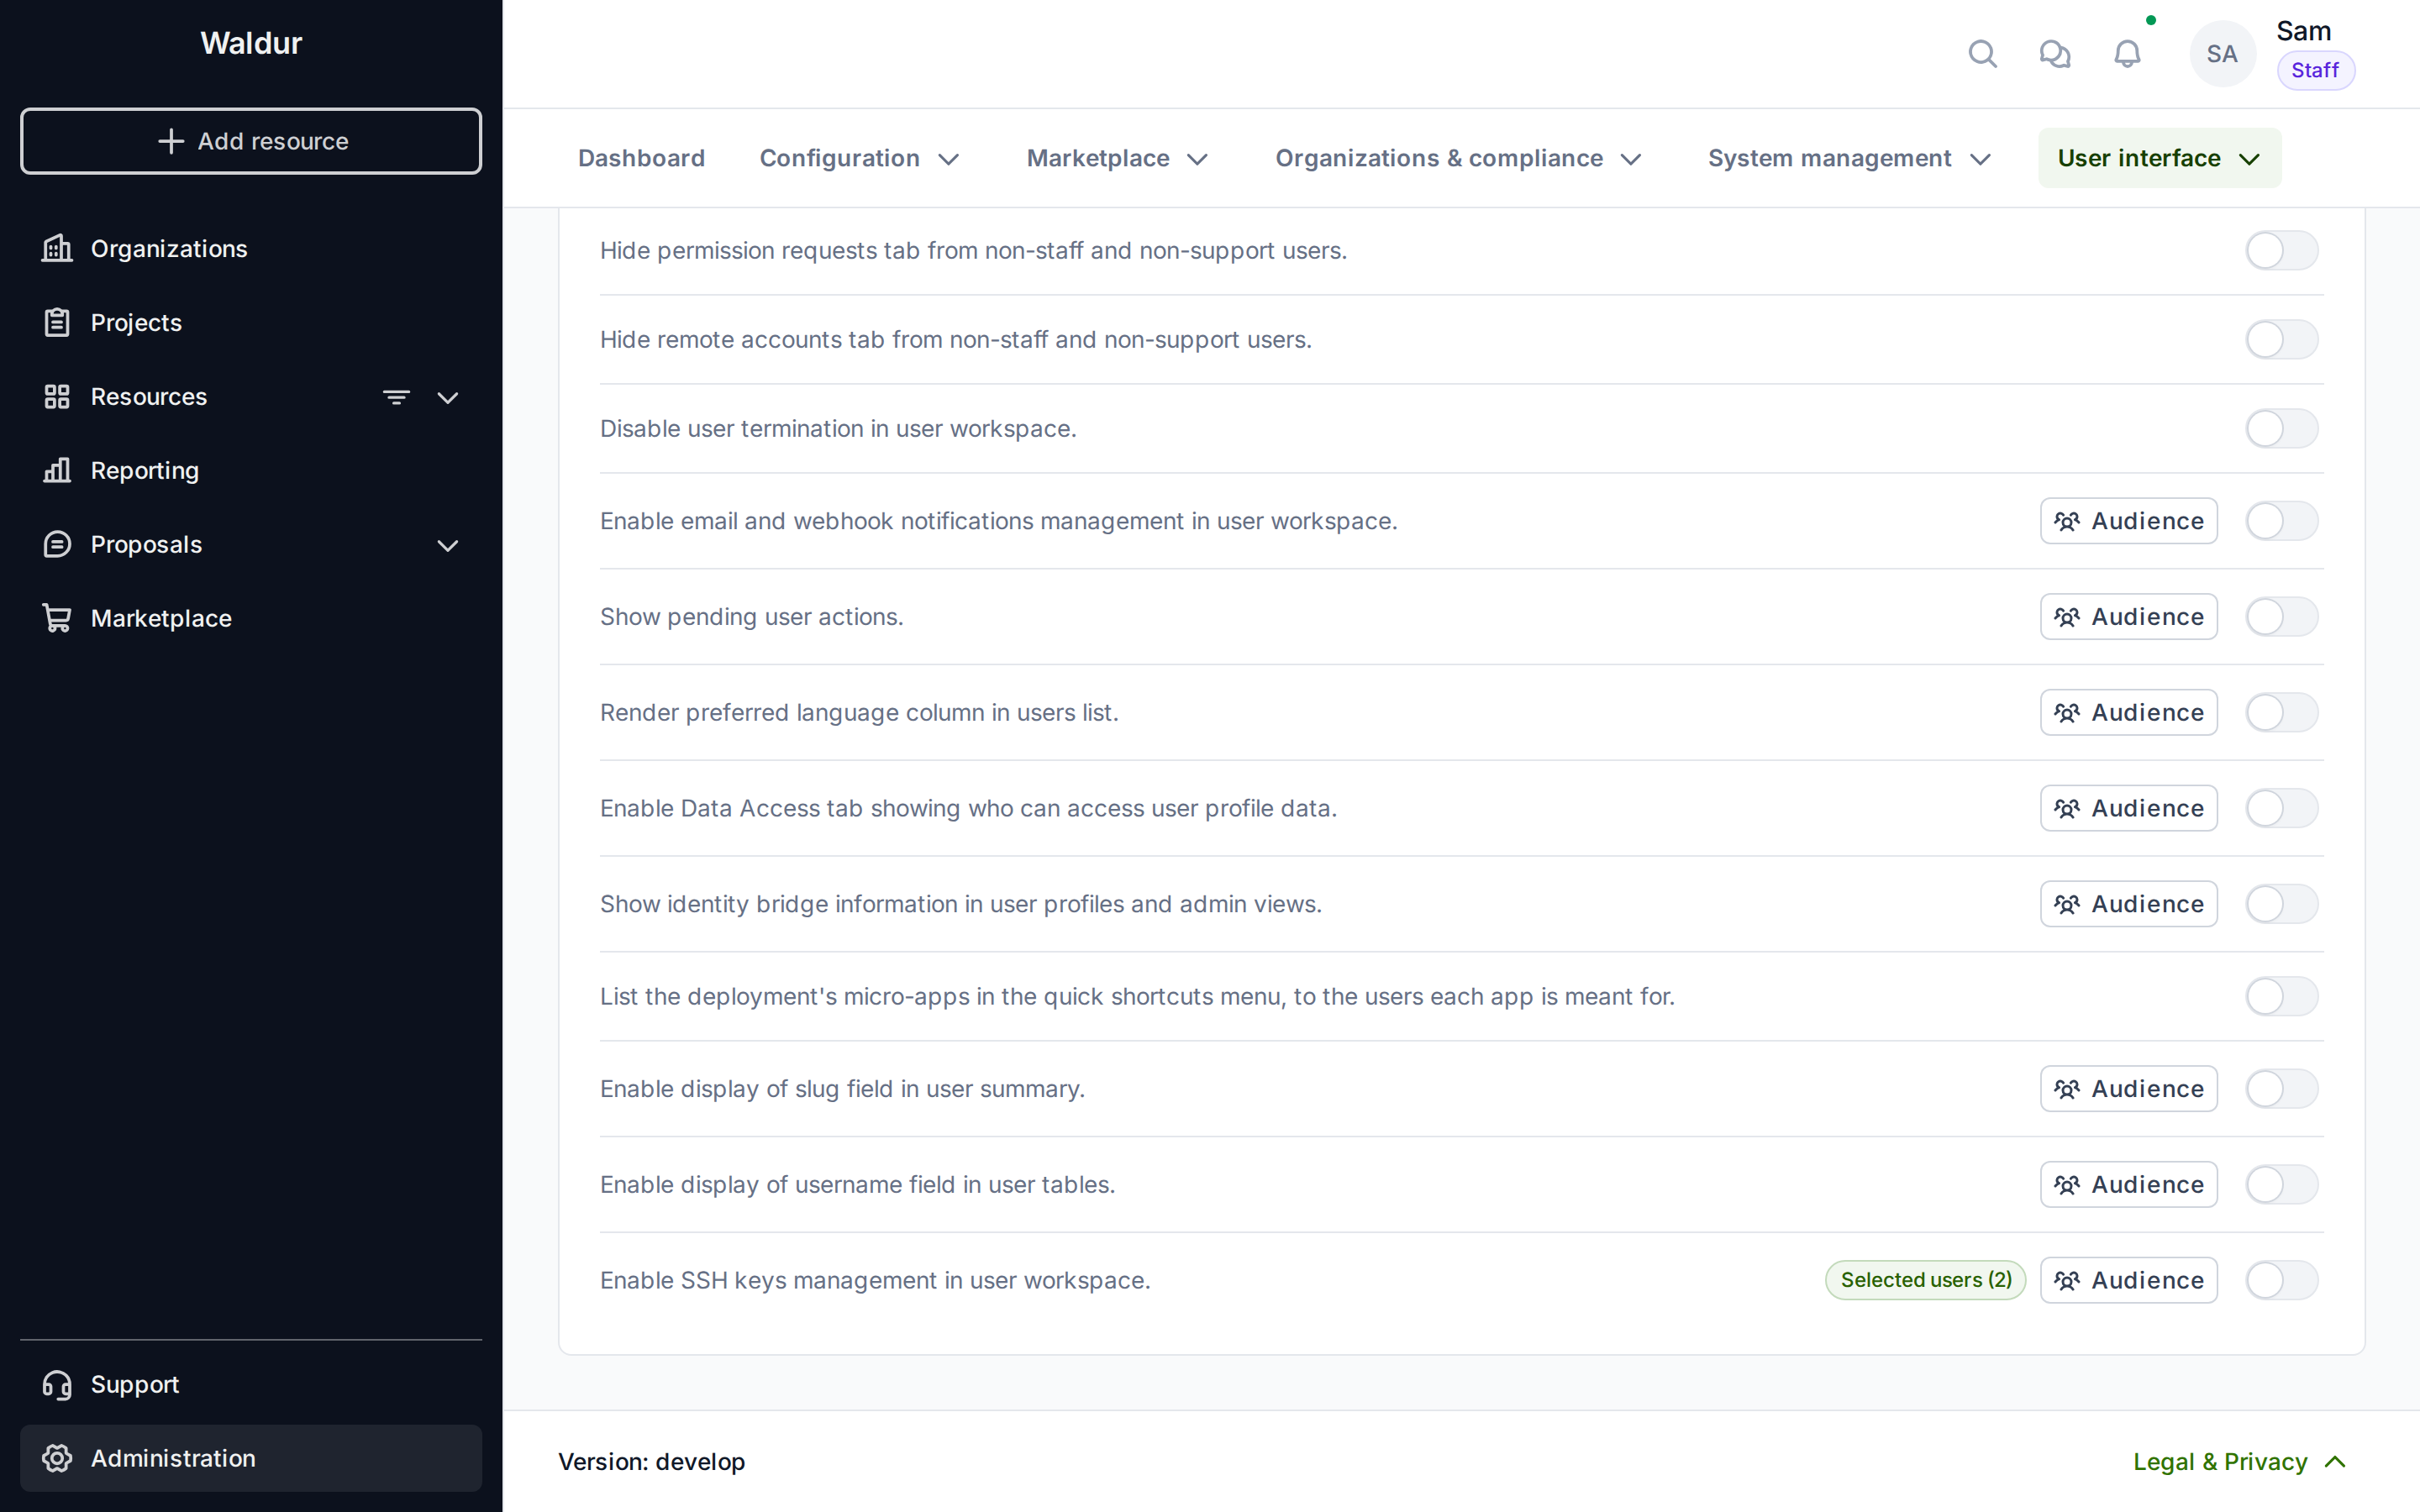 Waldur
Add resource
Organizations
Projects
Resources
Reporting
Proposals
Marketplace
Support
Administration
SA
Sam
Staff
Dashboard
Configuration
Marketplace
Organizations & compliance
System management
User interface
Hide permission requests tab from non-staff and non-support users.
Hide remote accounts tab from non-staff and non-support users.
Disable user termination in user workspace.
Enable email and webhook notifications management in user workspace. Audience
Show pending user actions. Audience
Render preferred language column in users list. Audience
Enable Data Access tab showing who can access user profile data. Audience
Show identity bridge information in user profiles and admin views. Audience
List the deployment's micro-apps in the quick shortcuts menu, to the users each app is meant for.
Enable display of slug field in user summary. Audience
Enable display of username field in user tables. Audience
Enable SSH keys management in user workspace. Selected users (2) Audience
Version: develop
Legal & Privacy